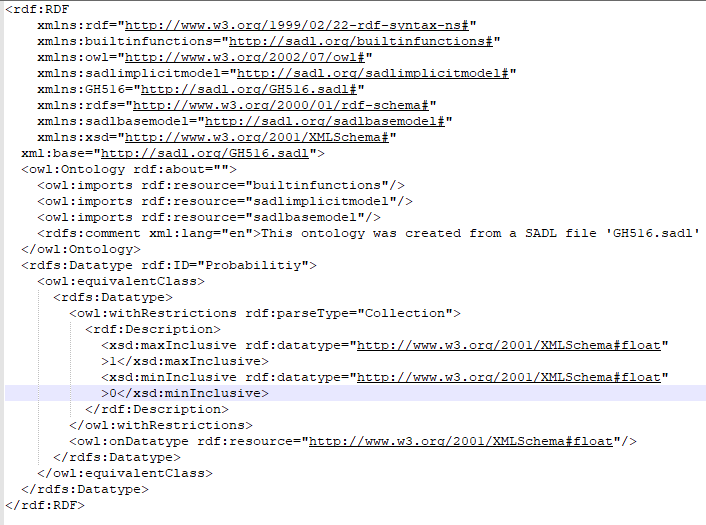 <rdf:RDF
xmlns:rdf="http://www.w3.org/1999/02/22-rdf-syntax-ns#"
xmlns:builtinfunctions="http://sadl.org/builtinfunctions#"
xmlns:owl="http://www.w3.org/2002/07/owl#"
xmlns:sadlimplicitmodel="http://sadl.org/sadlimplicitmodel#"
xmlns:GH516="http://sadl.org/GH516.sadl#"
xmlns:rdfs="http://www.w3.org/2000/01/rdf-schema#"
xmlns:sadlbasemodel="http://sadl.org/sadlbasemodel#"
xmlns:xsd="http://www.w3.org/2001/XMLSchema#"
xml:base="http://sadl.org/GH516.sadl">
<owl:Ontology rdf:about="">
<owl:imports rdf:resource="builtinfunctions"/>
<owl:imports rdf:resource="sadlimplicitmodel"/>
<owl:imports rdf:resource="sadlbasemodel"/>
<rdfs:comment xml:lang="en">This ontology was created from a SADL file 'GH516.sadl'
</owl:Ontology>
<rdfs:Datatype rdf:ID="Probabilitiy">
<owl:equivalentClass>
<rdfs:Datatype>
<owl:withRestrictions rdf:parseType="Collection">
<rdf:Description>
<xsd:maxInclusive rdf:datatype="http://www.w3.org/2001/XMLSchema#float"
>1</xsd:maxInclusive>
<xsd:minInclusive rdf:datatype="http://www.w3.org/2001/XMLSchema#float"
>0</xsd:minInclusive>
</rdf:Description>
</owl:withRestrictions>
<owl:onDatatype rdf:resource="http://www.w3.org/2001/XMLSchema#float"/>
</rdfs:Datatype>
</owl:equivalentClass>
</rdfs:Datatype>
</rdf:RDF>